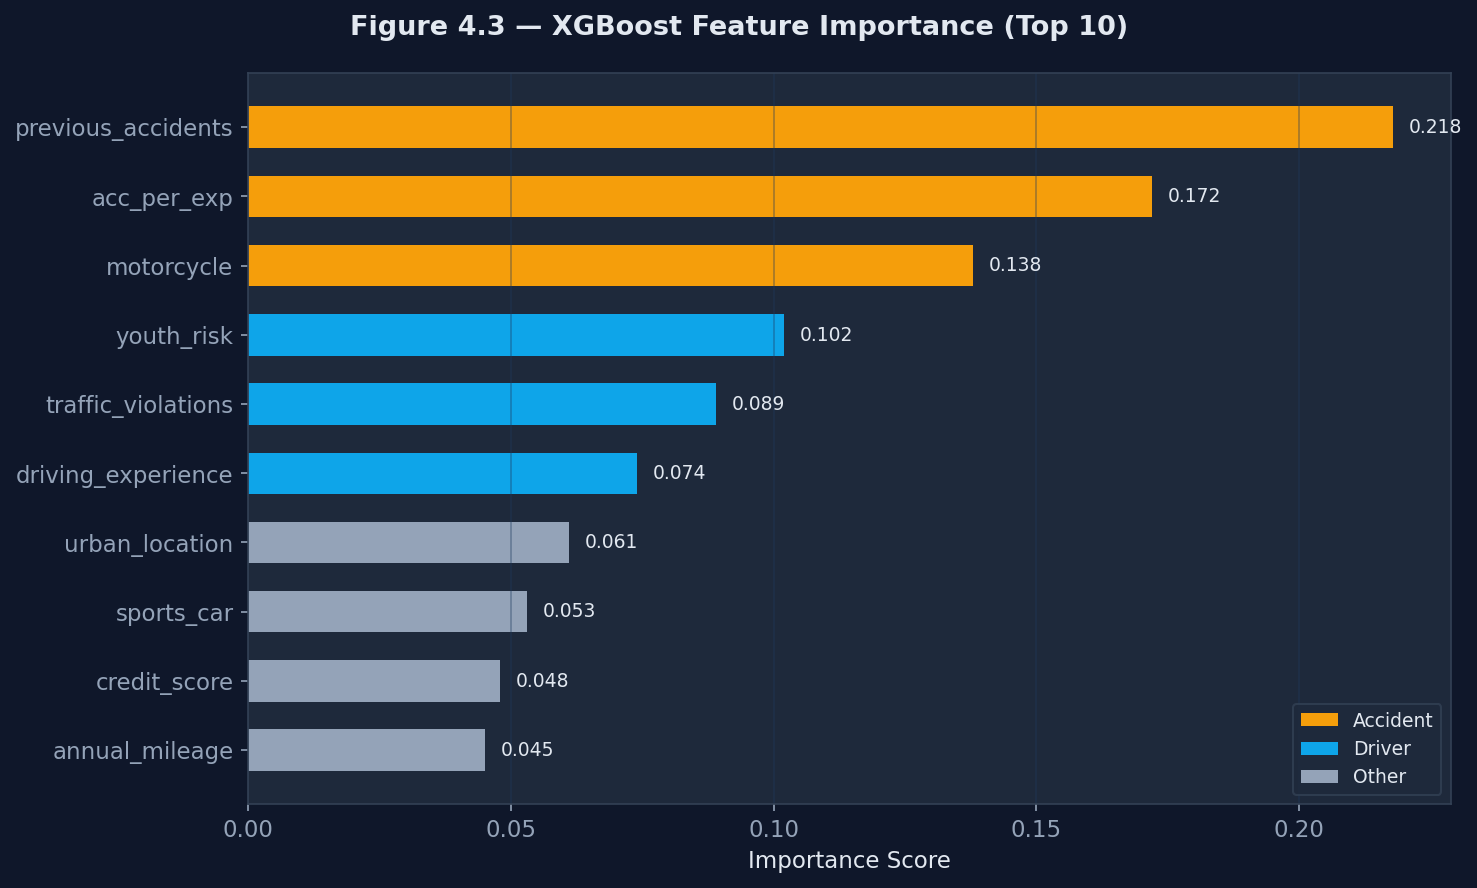 Figure 4.3 — XGBoost Feature Importance (Top 10)
previous_accidents 0.218
acc_per_exp 0.172
motorcycle 0.138
youth_risk 0.102
traffic_violations 0.089
driving_experience 0.074
urban_location 0.061
sports_car 0.053
credit_score 0.048
annual_mileage 0.045
Accident
Driver
Other
0.00 0.05 0.10 0.15 0.20
Importance Score